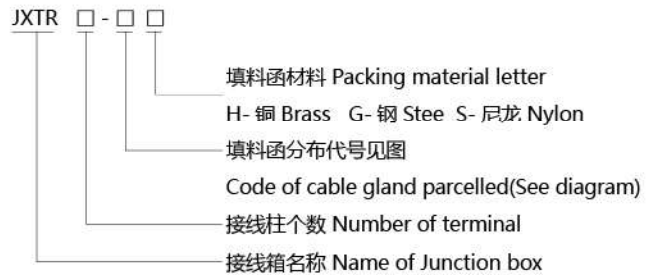 JXTR □ - □ □
填料函材料 Packing material letter
H- 铜 Brass G- 钢 Stee S- 尼龙 Nylon
填料函分布代号见图
Code of cable gland parcelled(See diagram)
接线柱个数 Number of terminal
接线箱名称 Name of Junction box